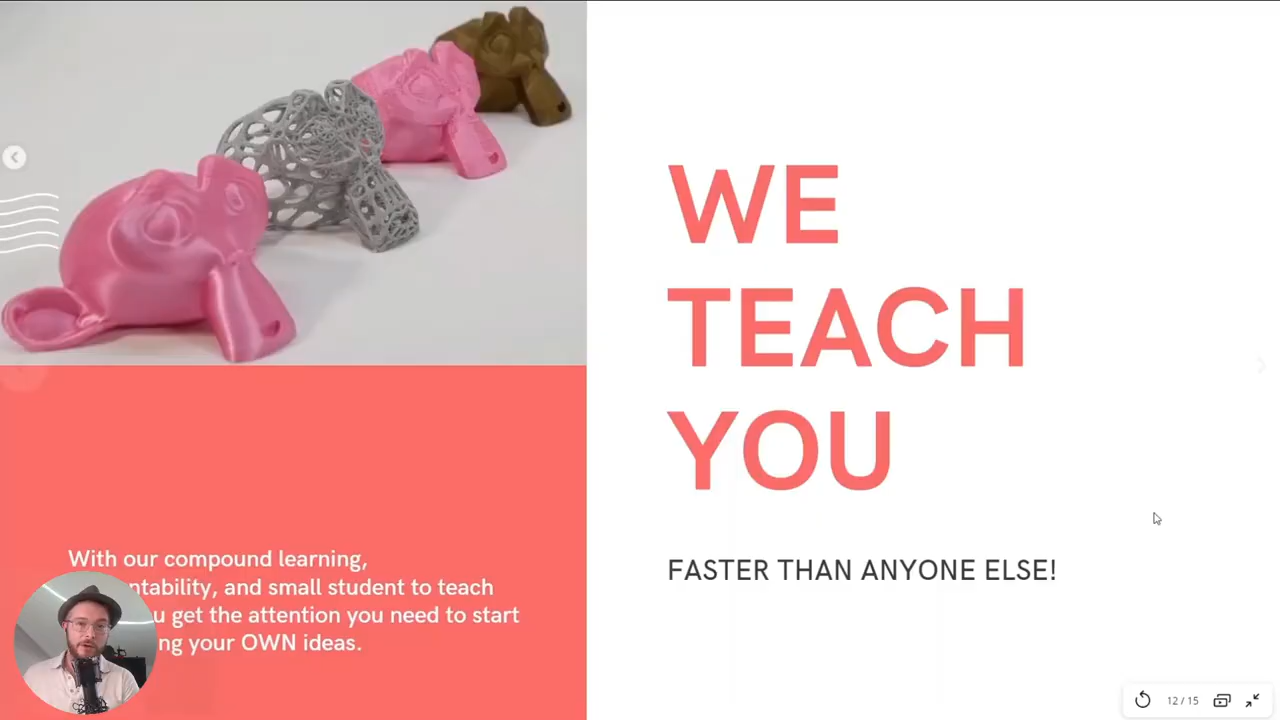 WE
TEACH
YOU
FASTER THAN ANYONE ELSE!
With our compound learning,
ntability, and small student to teach
u get the attention you need to start
ng your OWN ideas.
12 / 15